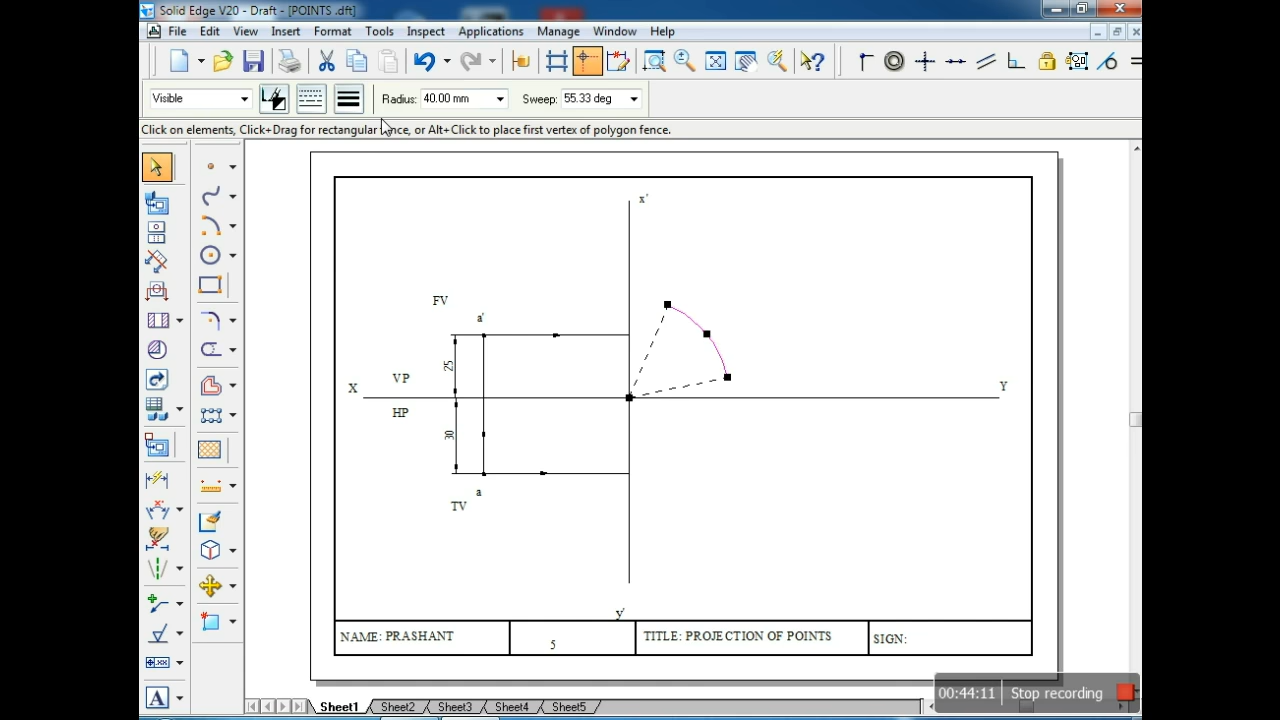 Solid Edge V20 - Draft - [POINTS .dft]
File Edit View Insert Format Tools Inspect Applications Manage Window Help
Visible Radius: 40.00 mm Sweep: 55.33 deg
Click on elements, Click+Drag for rectangular fence, or Alt+Click to place first vertex of polygon fence.
x'
FV
a'
25
VP
X
Y
HP
30
a
TV
y'
NAME: PRASHANT
5
TITLE: PROJECTION OF POINTS
SIGN:
.xx
A
00:44:11 Stop recording
Sheet1 Sheet2 Sheet3 Sheet4 Sheet5